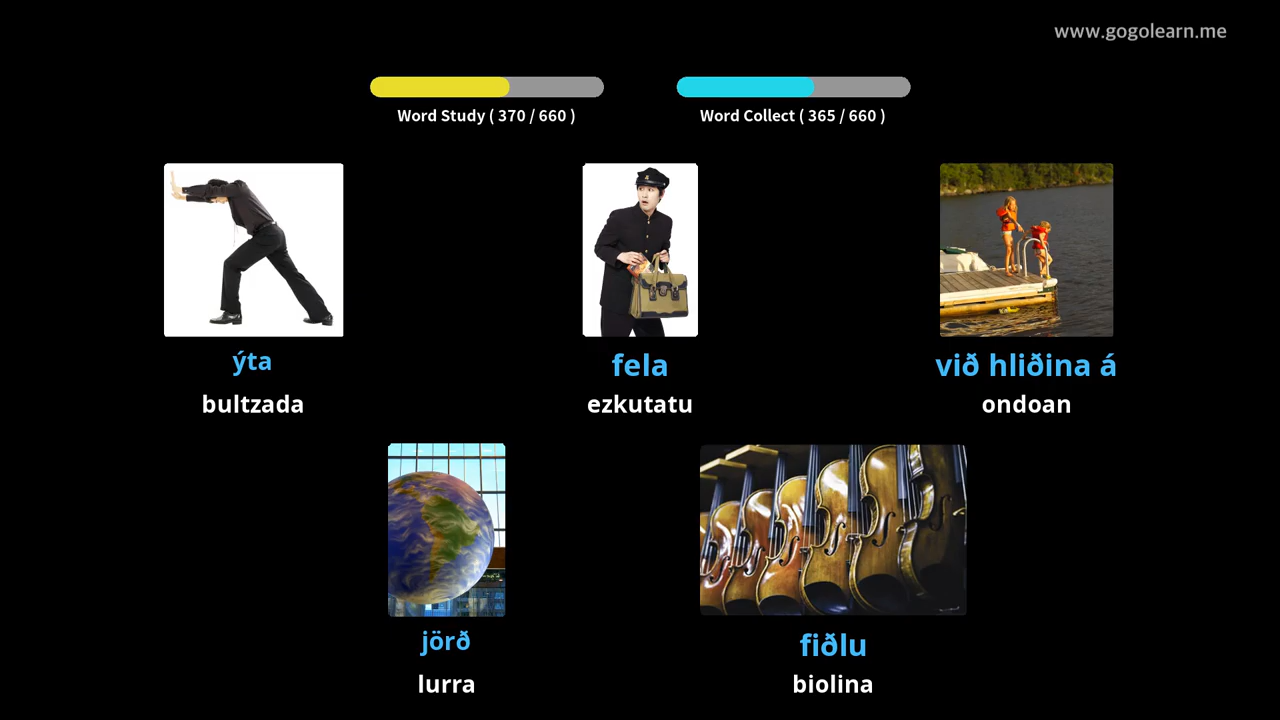 www.gogolearn.me
Word Study ( 370 / 660 )
Word Collect ( 365 / 660 )
ýta
bultzada
fela
ezkutatu
við hliðina á
ondoan
jörð
lurra
fiðlu
biolina